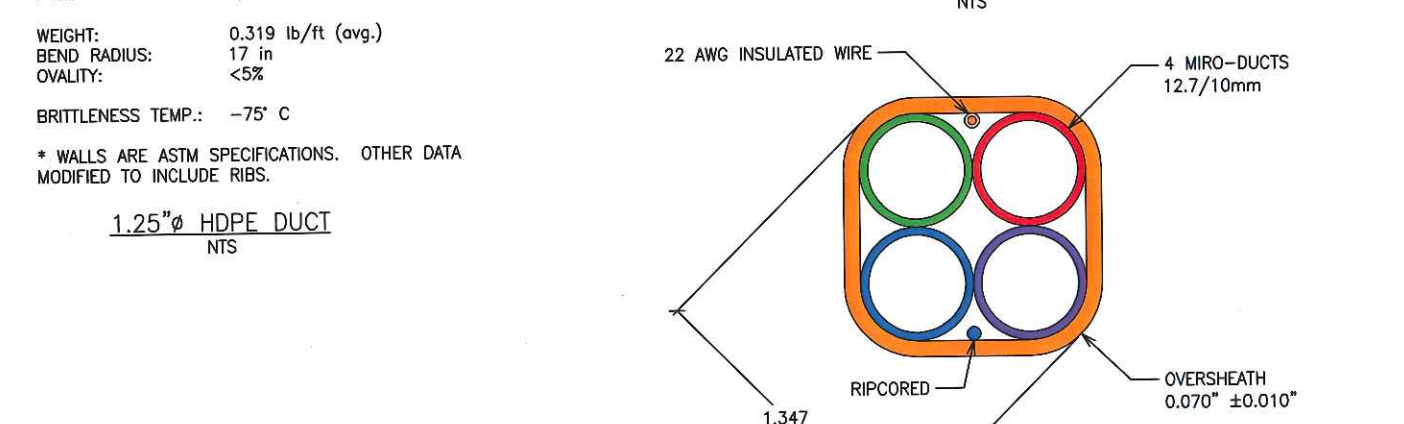 WEIGHT: 0.319 lb/ft (avg.)
BEND RADIUS: 17 in
OVALITY: <5%
BRITTLENESS TEMP.: -75° C
* WALLS ARE ASTM SPECIFICATIONS. OTHER DATA
MODIFIED TO INCLUDE RIBS.
1.25"ø HDPE DUCT
NTS
NTS
22 AWG INSULATED WIRE
4 MIRO-DUCTS
12.7/10mm
RIPCORED
OVERSHEATH
0.070" ±0.010"
1.347